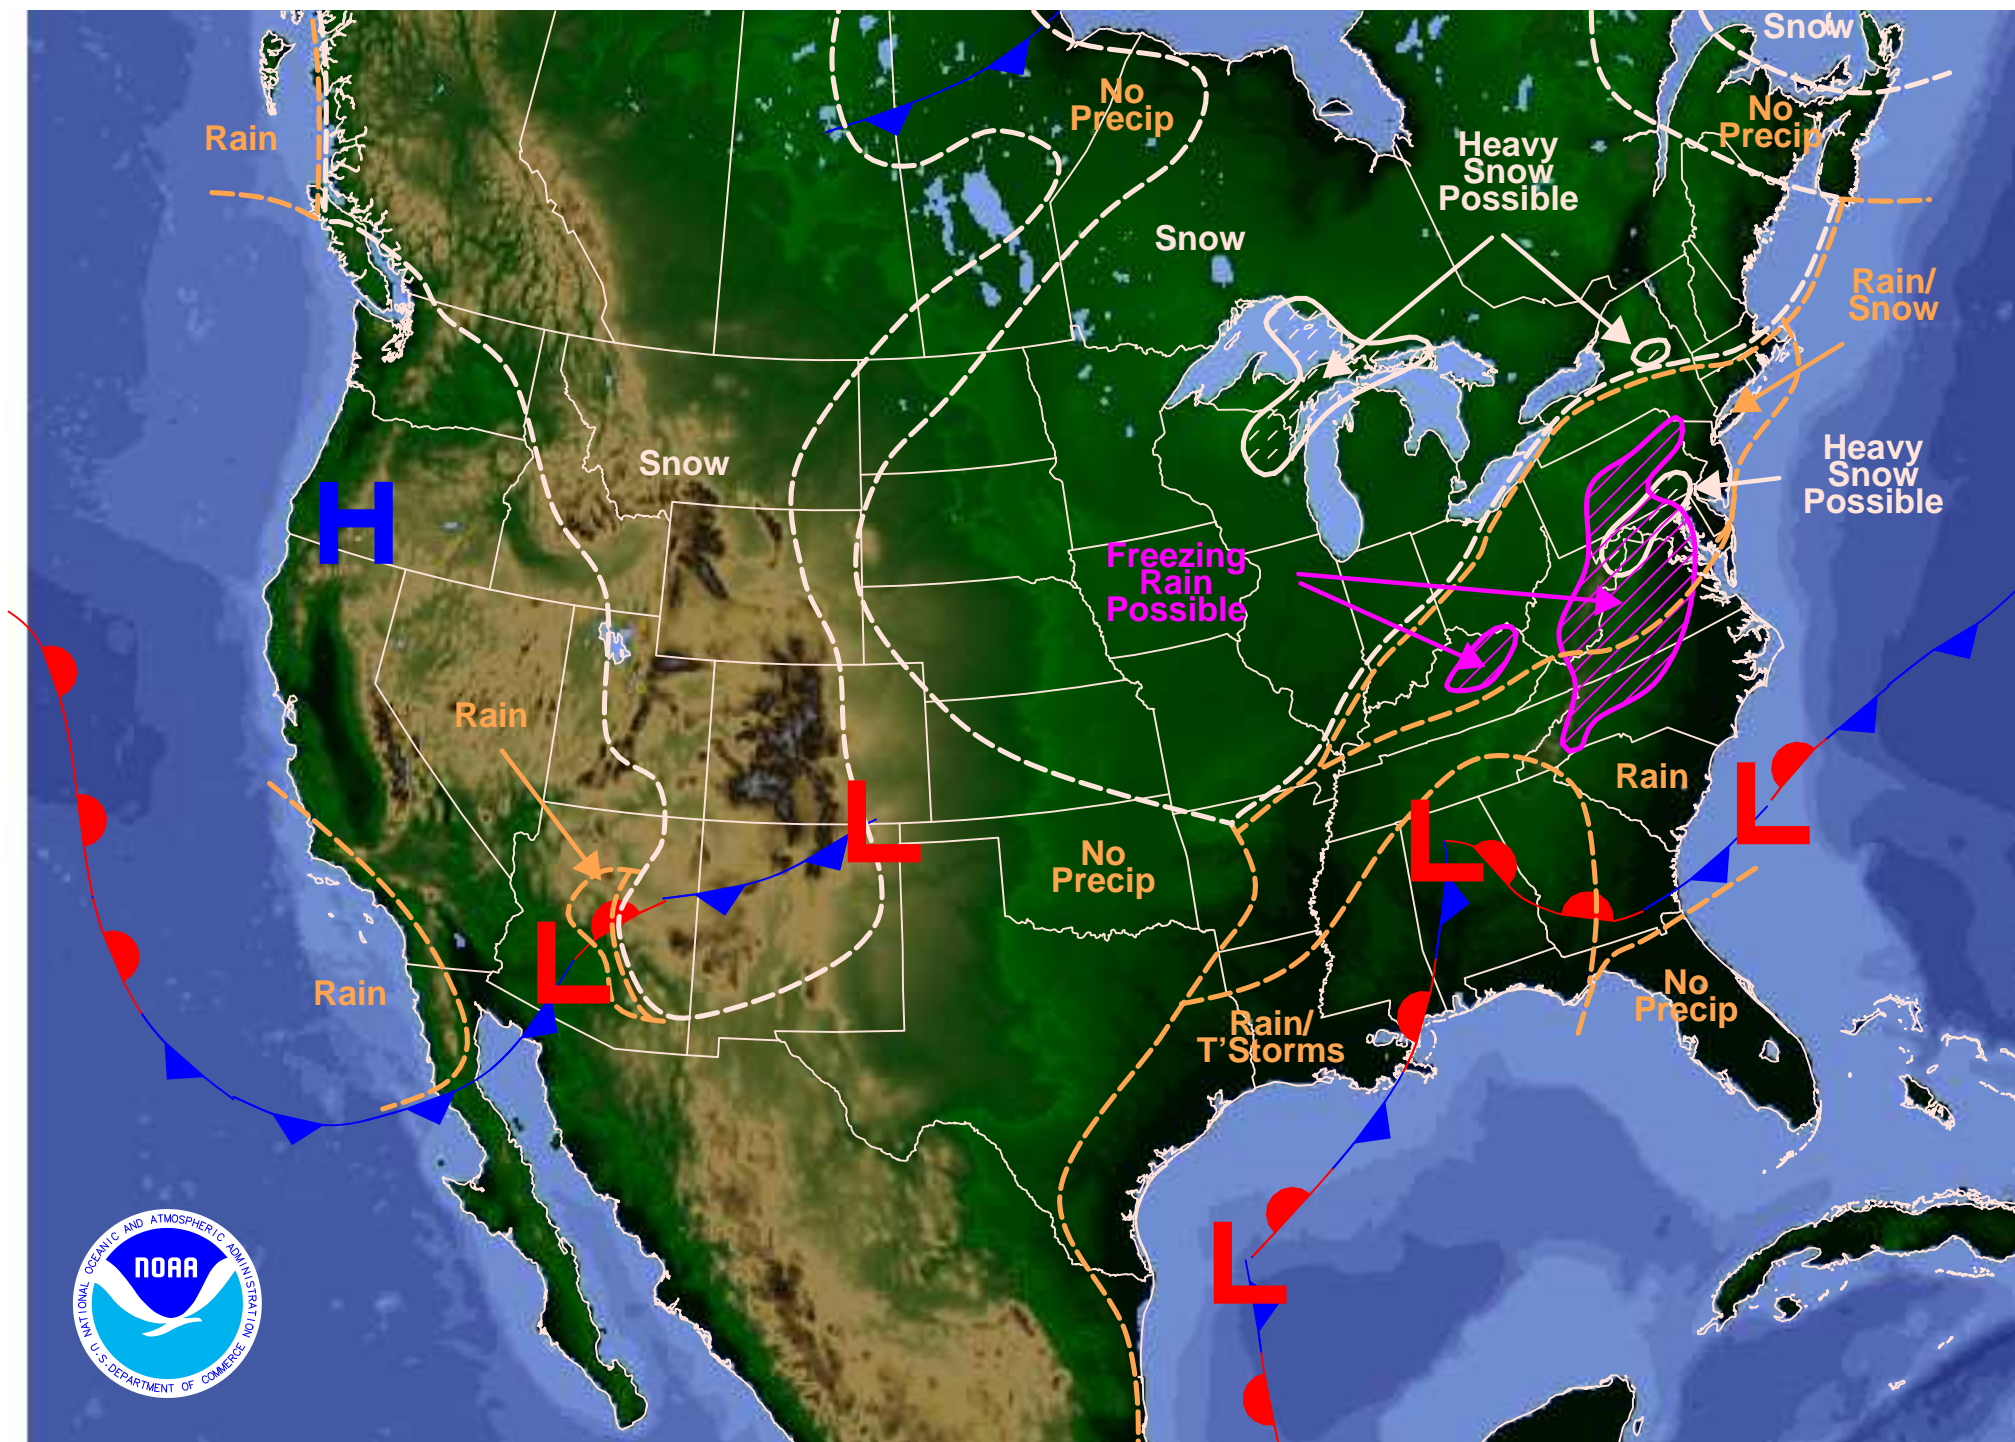 Snow
No
Precip
No
Precip
Rain
Heavy
Snow
Possible
Snow
Rain/
Snow
Snow
Heavy
Snow
Possible
H
Freezing
Rain
Possible
Rain
Rain
L
L
L
No
Precip
L
Rain
No
Precip
Rain/
T'Storms
L
NATIONAL OCEANIC AND ATMOSPHERIC ADMINISTRATION
NOAA
U.S. DEPARTMENT OF COMMERCE